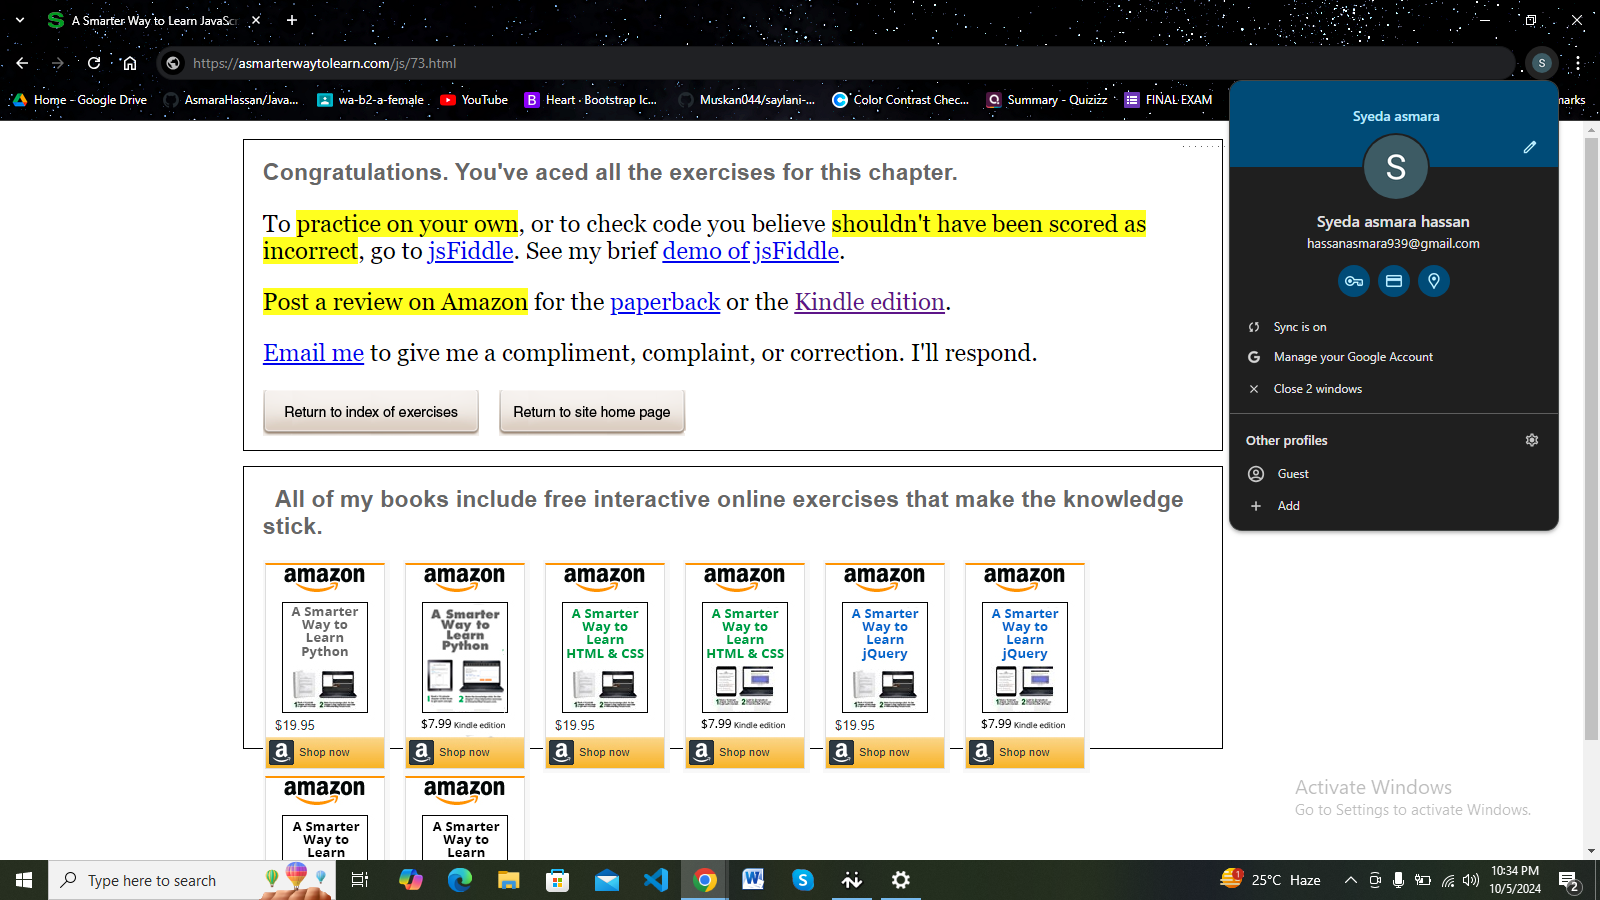 A Smarter Way to Learn JavaSc
https://asmarterwaytolearn.com/js/73.html
S
Home - Google Drive
AsmaraHassan/Java...
wa-b2-a-female
YouTube
Heart · Bootstrap Ic...
Muskan044/saylani-...
Color Contrast Chec...
Summary - Quizizz
FINAL EXAM
marks
Congratulations. You've aced all the exercises for this chapter.
To practice on your own, or to check code you believe shouldn't have been scored as
incorrect, go to jsFiddle. See my brief demo of jsFiddle.
Post a review on Amazon for the paperback or the Kindle edition.
Email me to give me a compliment, complaint, or correction. I'll respond.
Return to index of exercises
Return to site home page
Syeda asmara
S
Syeda asmara hassan
hassanasmara939@gmail.com
Sync is on
Manage your Google Account
Close 2 windows
Other profiles
Guest
Add
All of my books include free interactive online exercises that make the knowledge
stick.
amazon
A Smarter
Way to
Learn
Python
$19.95
Shop now
amazon
A Smarter
Way to
Learn
Python
$7.99 Kindle edition
Shop now
amazon
A Smarter
Way to
Learn
HTML & CSS
$19.95
Shop now
amazon
A Smarter
Way to
Learn
HTML & CSS
$7.99 Kindle edition
Shop now
amazon
A Smarter
Way to
Learn
jQuery
$19.95
Shop now
amazon
A Smarter
Way to
Learn
jQuery
$7.99 Kindle edition
Shop now
amazon
A Smarter
Way to
Learn
amazon
A Smarter
Way to
Learn
Activate Windows
Go to Settings to activate Windows.
Type here to search
1
25°C Haze
10:34 PM
10/5/2024
2